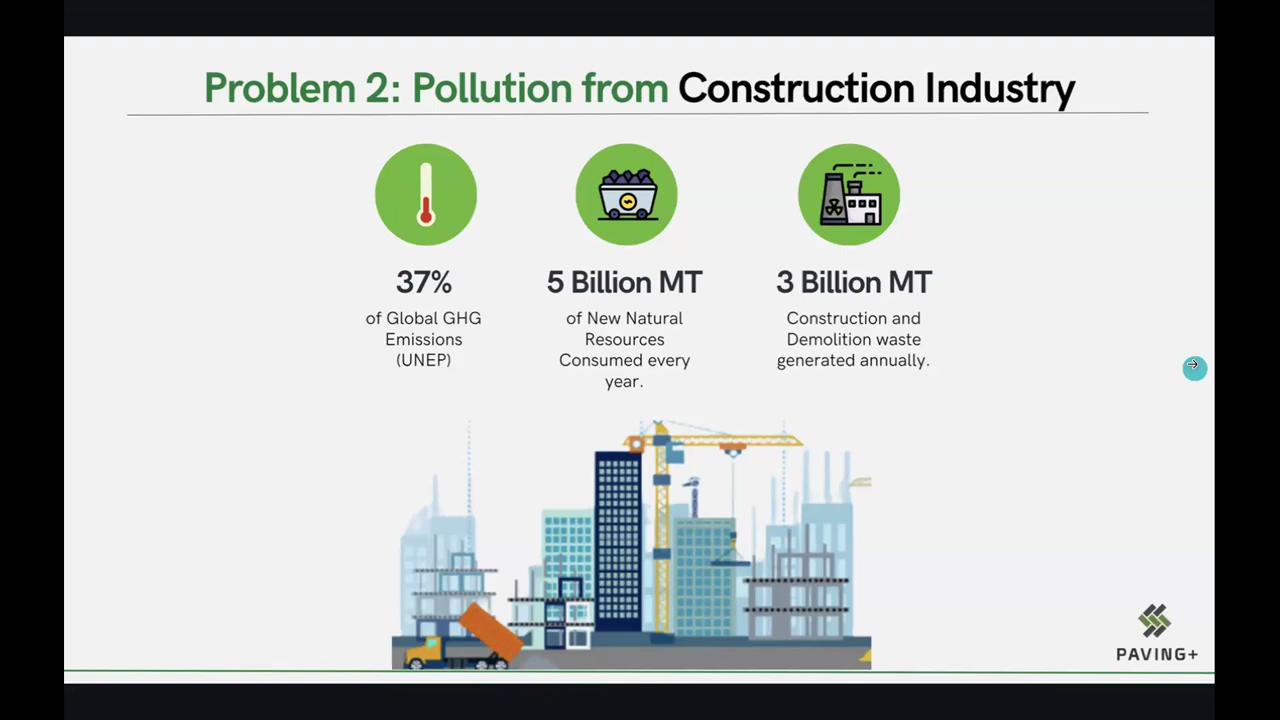 Problem 2: Pollution from Construction Industry
37%
of Global GHG
Emissions
(UNEP)
5 Billion MT
of New Natural
Resources
Consumed every
year.
3 Billion MT
Construction and
Demolition waste
generated annually.
PAVING+